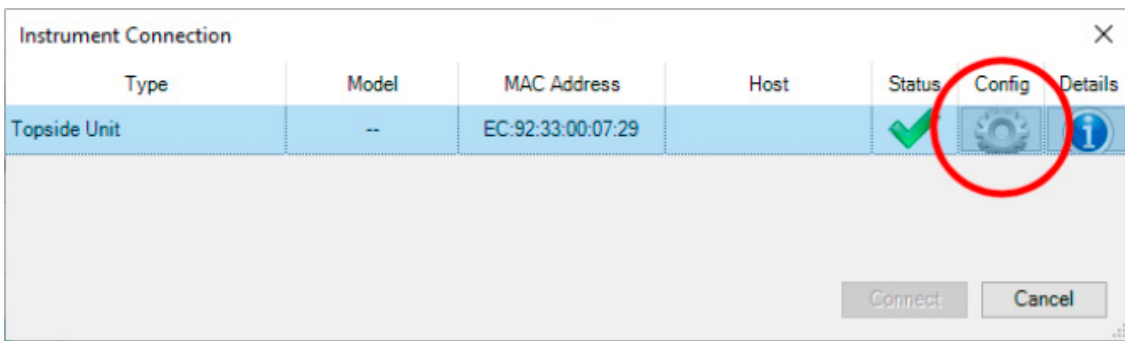 Instrument Connection
Type Model MAC Address Host Status Config Details
Topside Unit -- EC:92:33:00:07:29
Connect Cancel